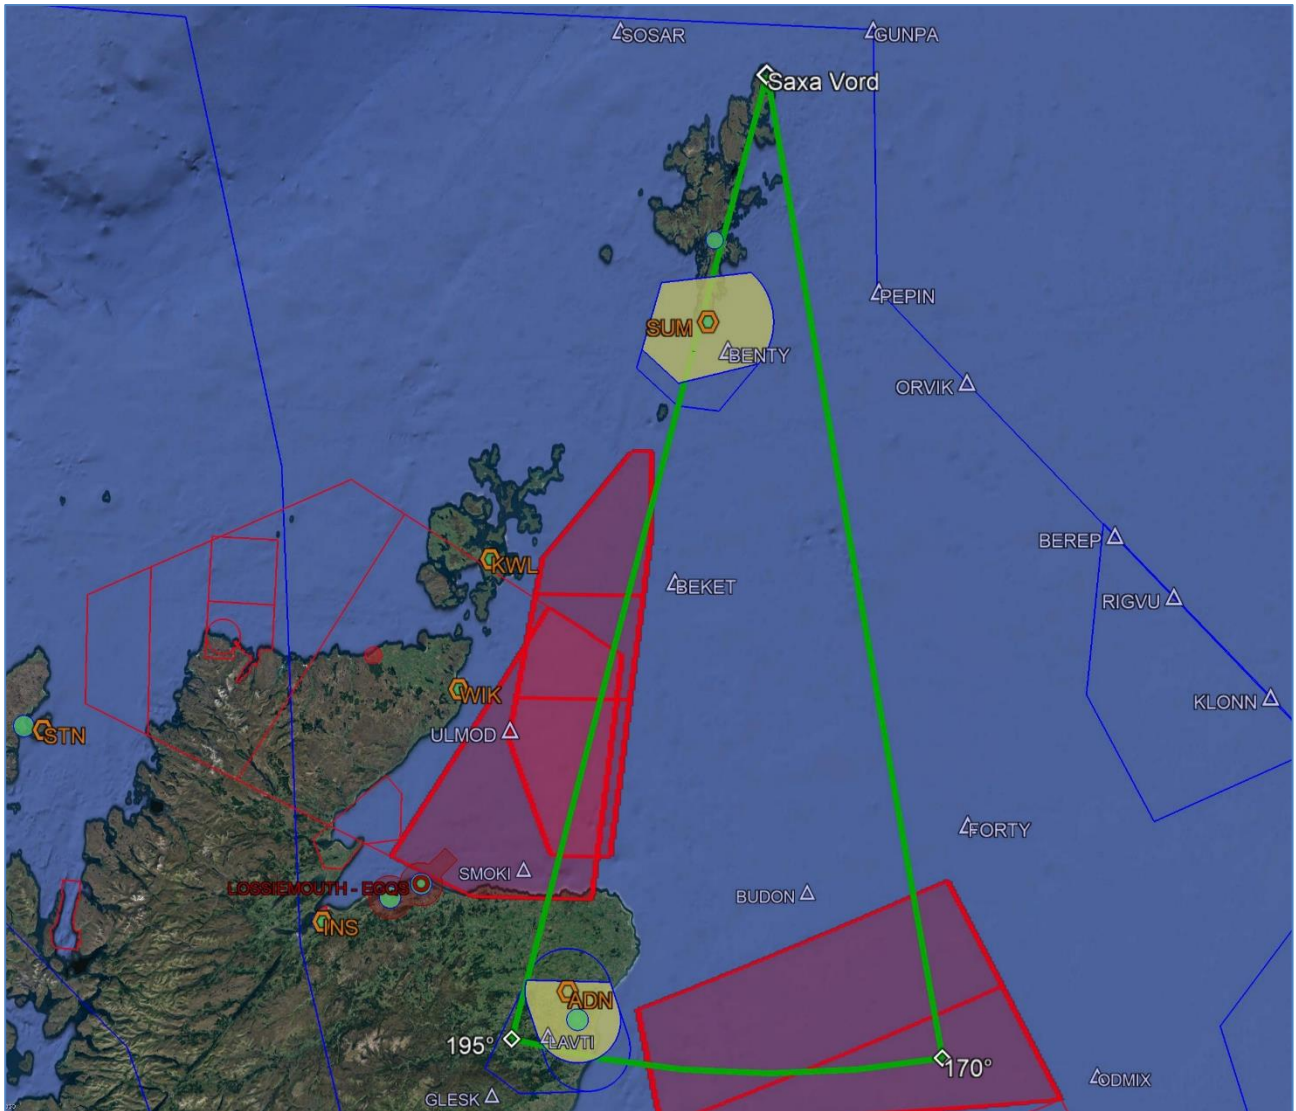 SOSAR
GUNPA
Saxa Vord
PEPIN
SUM
BENTY
ORVIK
BEREP
KWL
BEKET
RIGVU
WIK
KLONN
ULMOD
STN
FORTY
SMOKI
LOSSIEMOUTH - EGQS
BUDON
INS
ADN
195°
LAVTI
170°
ODMIX
GLESK